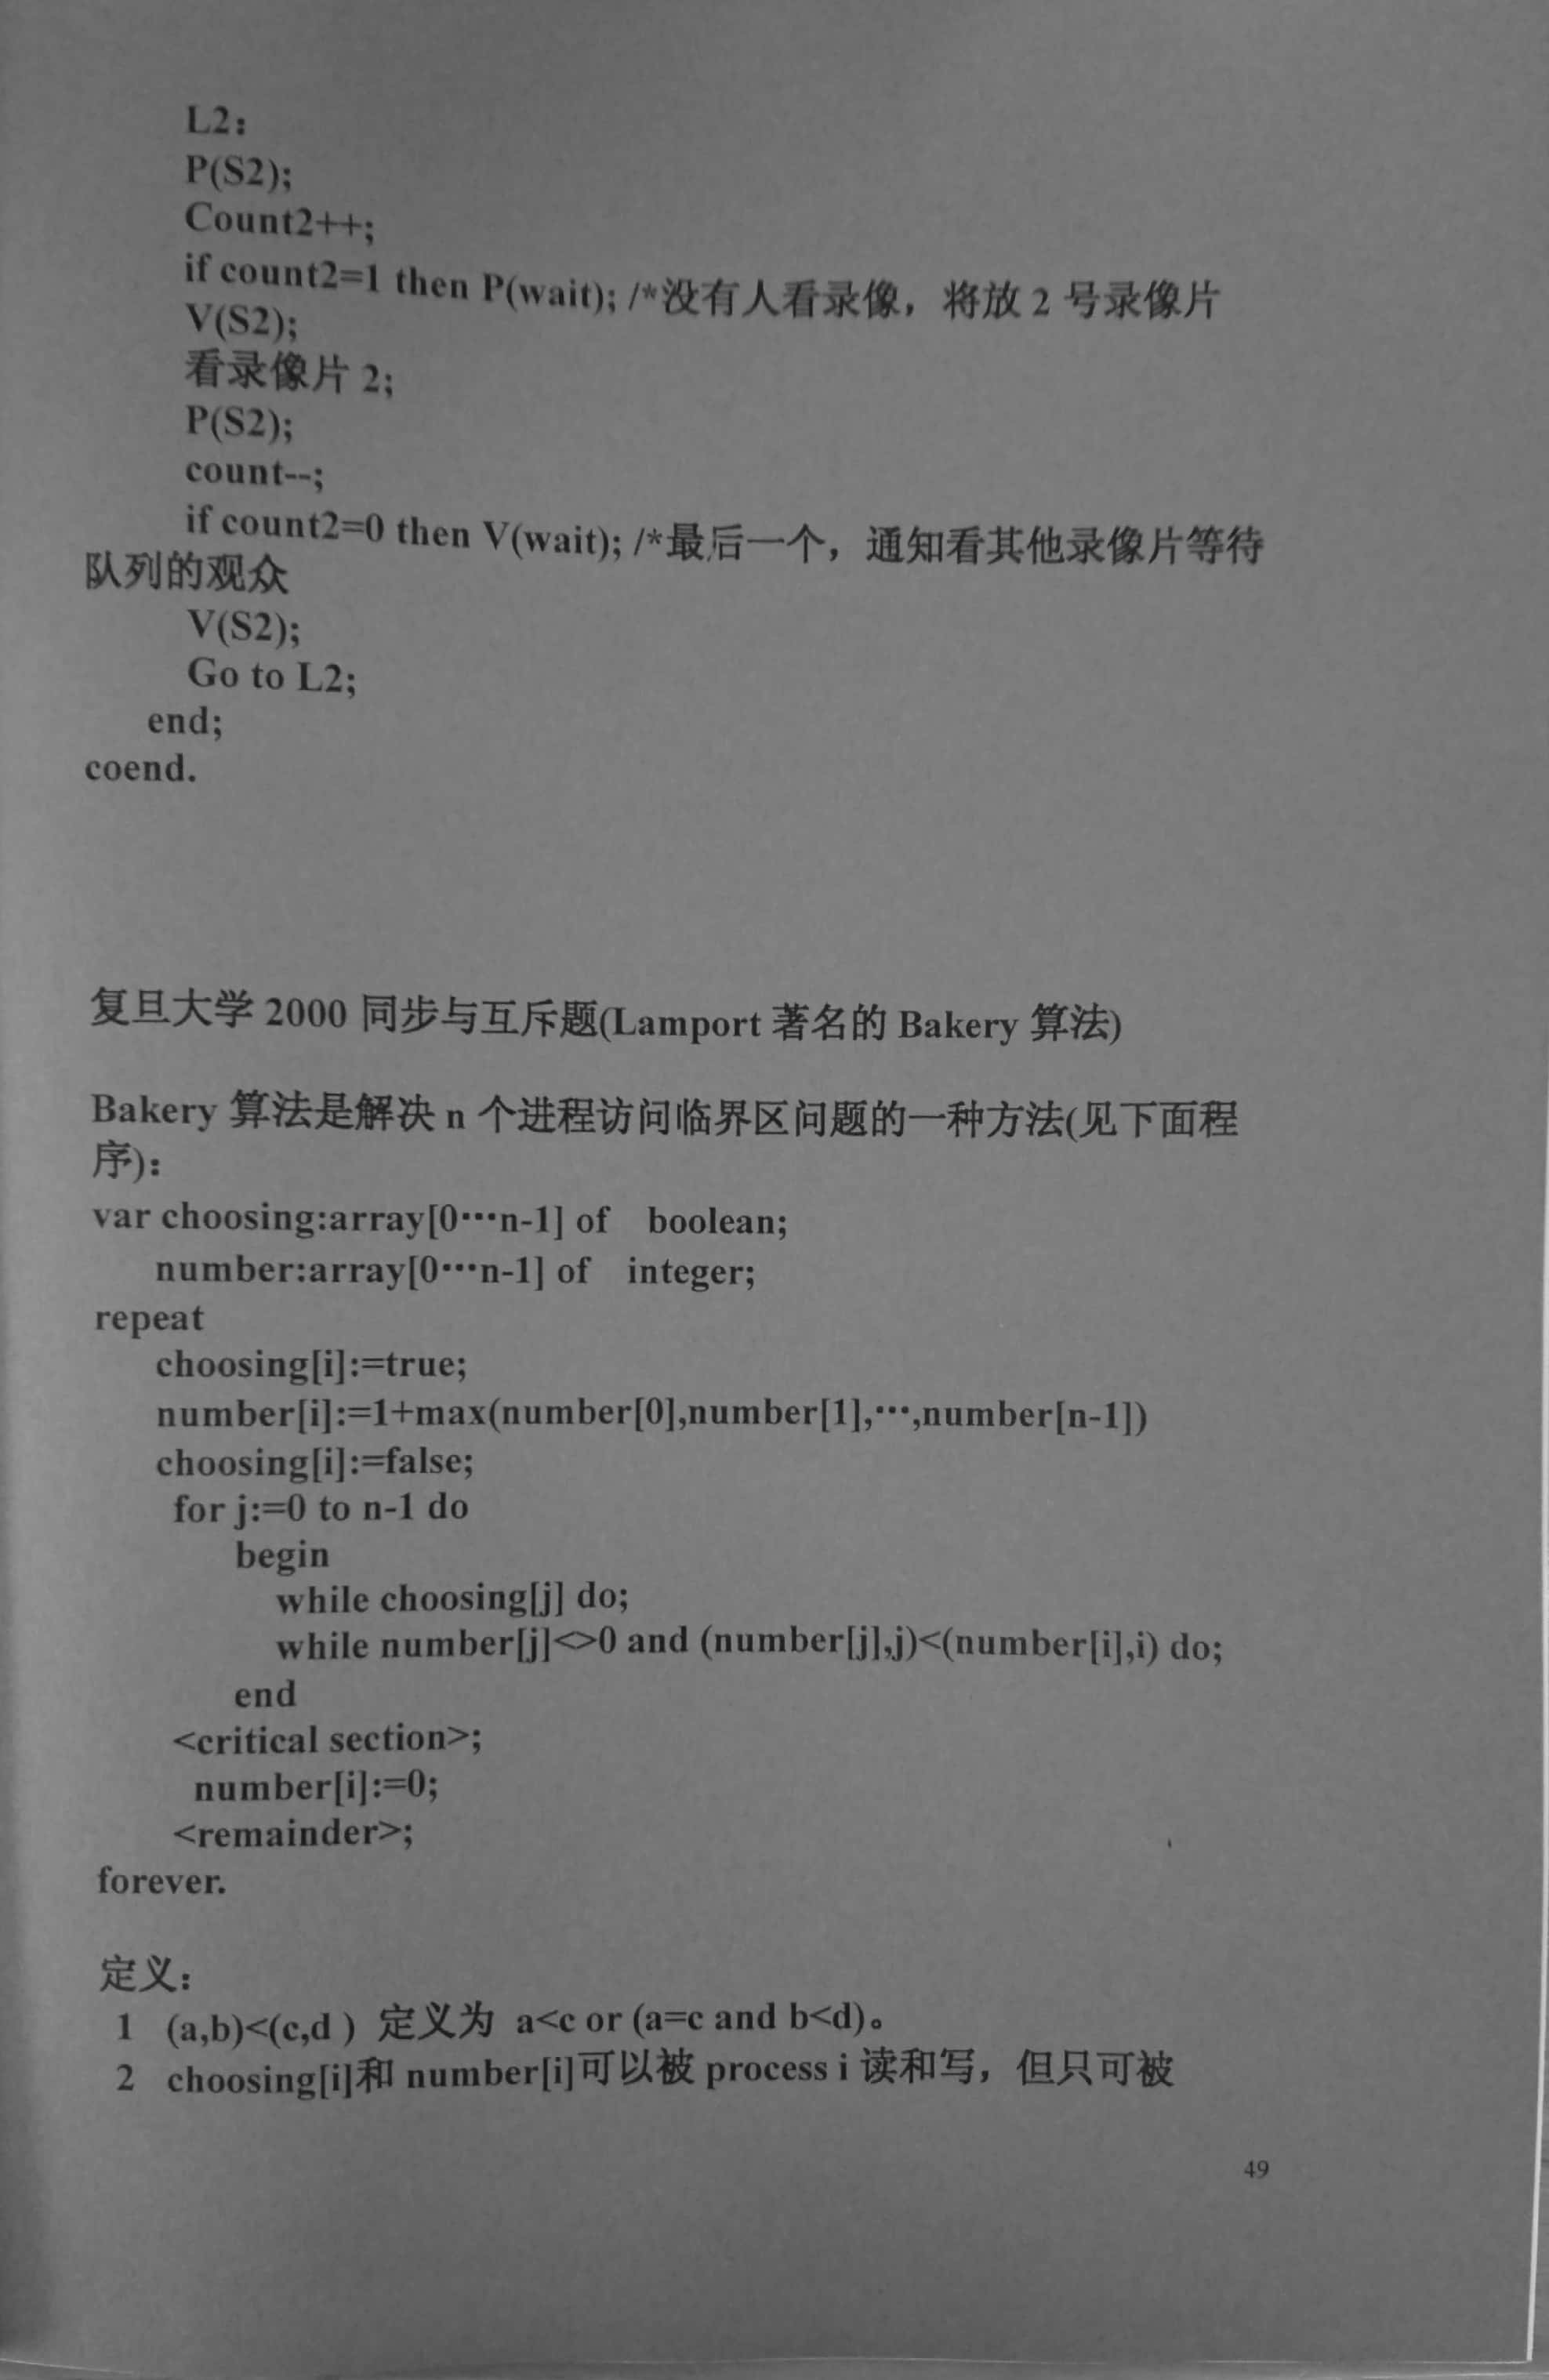 L2：
P(S2);
Count2++;
if count2=1 then P(wait); /*没有人看录像，将放 2 号录像片
V(S2);
看录像片 2;
P(S2);
count--;
if count2=0 then V(wait); /*最后一个，通知看其他录像片等待
队列的观众
V(S2);
Go to L2;
end;
coend.
复旦大学 2000 同步与互斥题(Lamport 著名的 Bakery 算法)
Bakery 算法是解决 n 个进程访问临界区问题的一种方法(见下面程
序)：
var choosing:array[0…n-1] of boolean;
number:array[0…n-1] of integer;
repeat
choosing[i]:=true;
number[i]:=1+max(number[0],number[1],…,number[n-1])
choosing[i]:=false;
for j:=0 to n-1 do
begin
while choosing[j] do;
while number[j]<>0 and (number[j],j)<(number[i],i) do;
end
<critical section>;
number[i]:=0;
<remainder>;
forever.
定义：
1 (a,b)<(c,d ) 定义为 a<c or (a=c and b<d)。
2 choosing[i]和 number[i]可以被 process i 读和写，但只可被
49